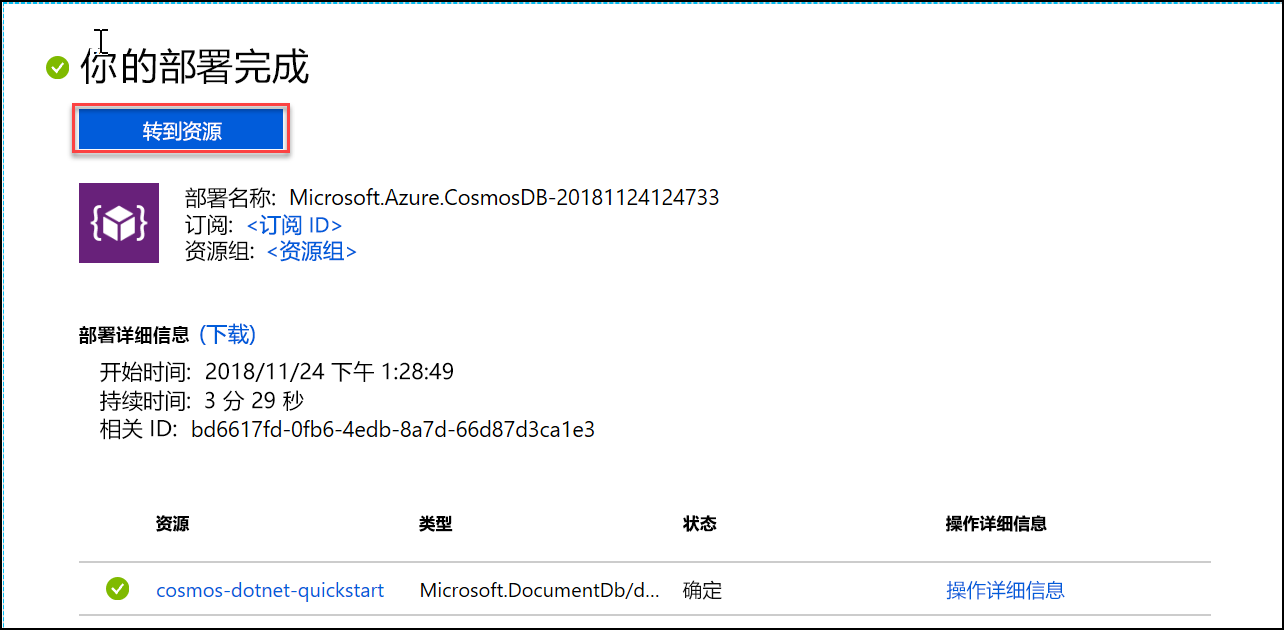 你的部署完成
转到资源
部署名称: Microsoft.Azure.CosmosDB-20181124124733
订阅: <订阅 ID>
资源组: <资源组>
部署详细信息 (下载)
开始时间: 2018/11/24 下午 1:28:49
持续时间: 3 分 29 秒
相关 ID: bd6617fd-0fb6-4edb-8a7d-66d87d3ca1e3
资源 类型 状态 操作详细信息
cosmos-dotnet-quickstart Microsoft.DocumentDb/d... 确定 操作详细信息